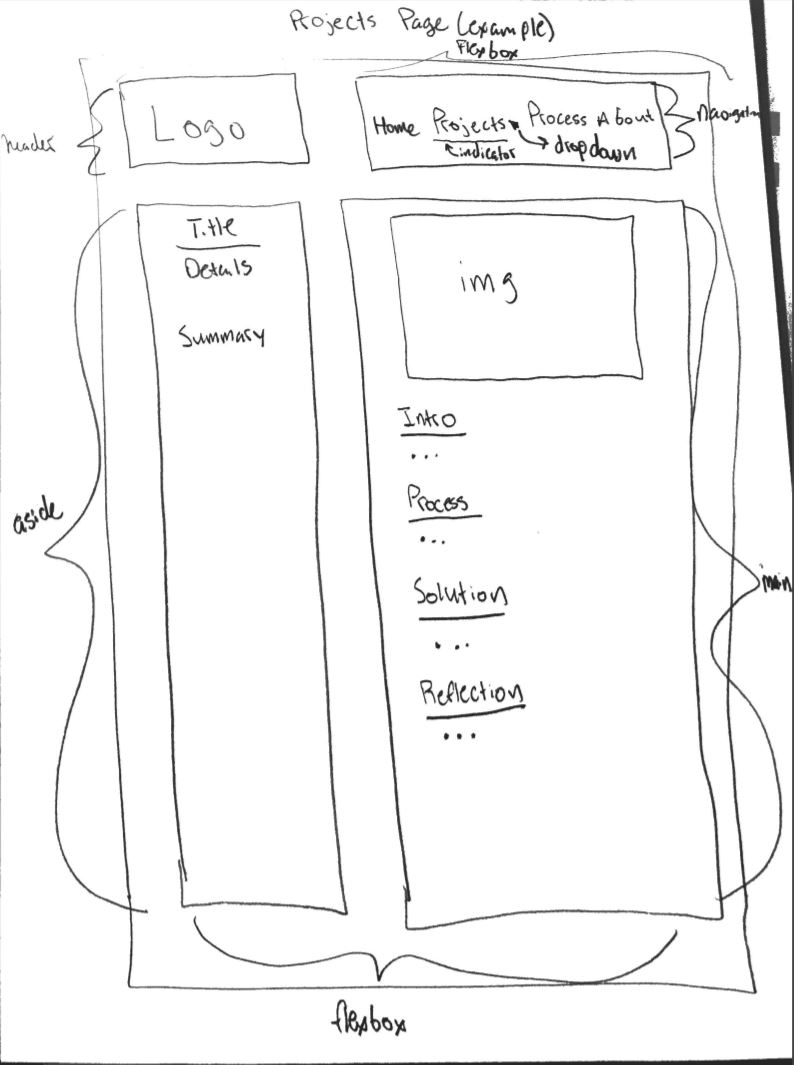 Projects Page (example)
flexbox
header
Logo
Home Projects Process About
indicator
dropdown
Navigation
Title
Details
Summary
img
Intro
...
Process
...
Solution
...
Reflection
...
aside
main
flexbox